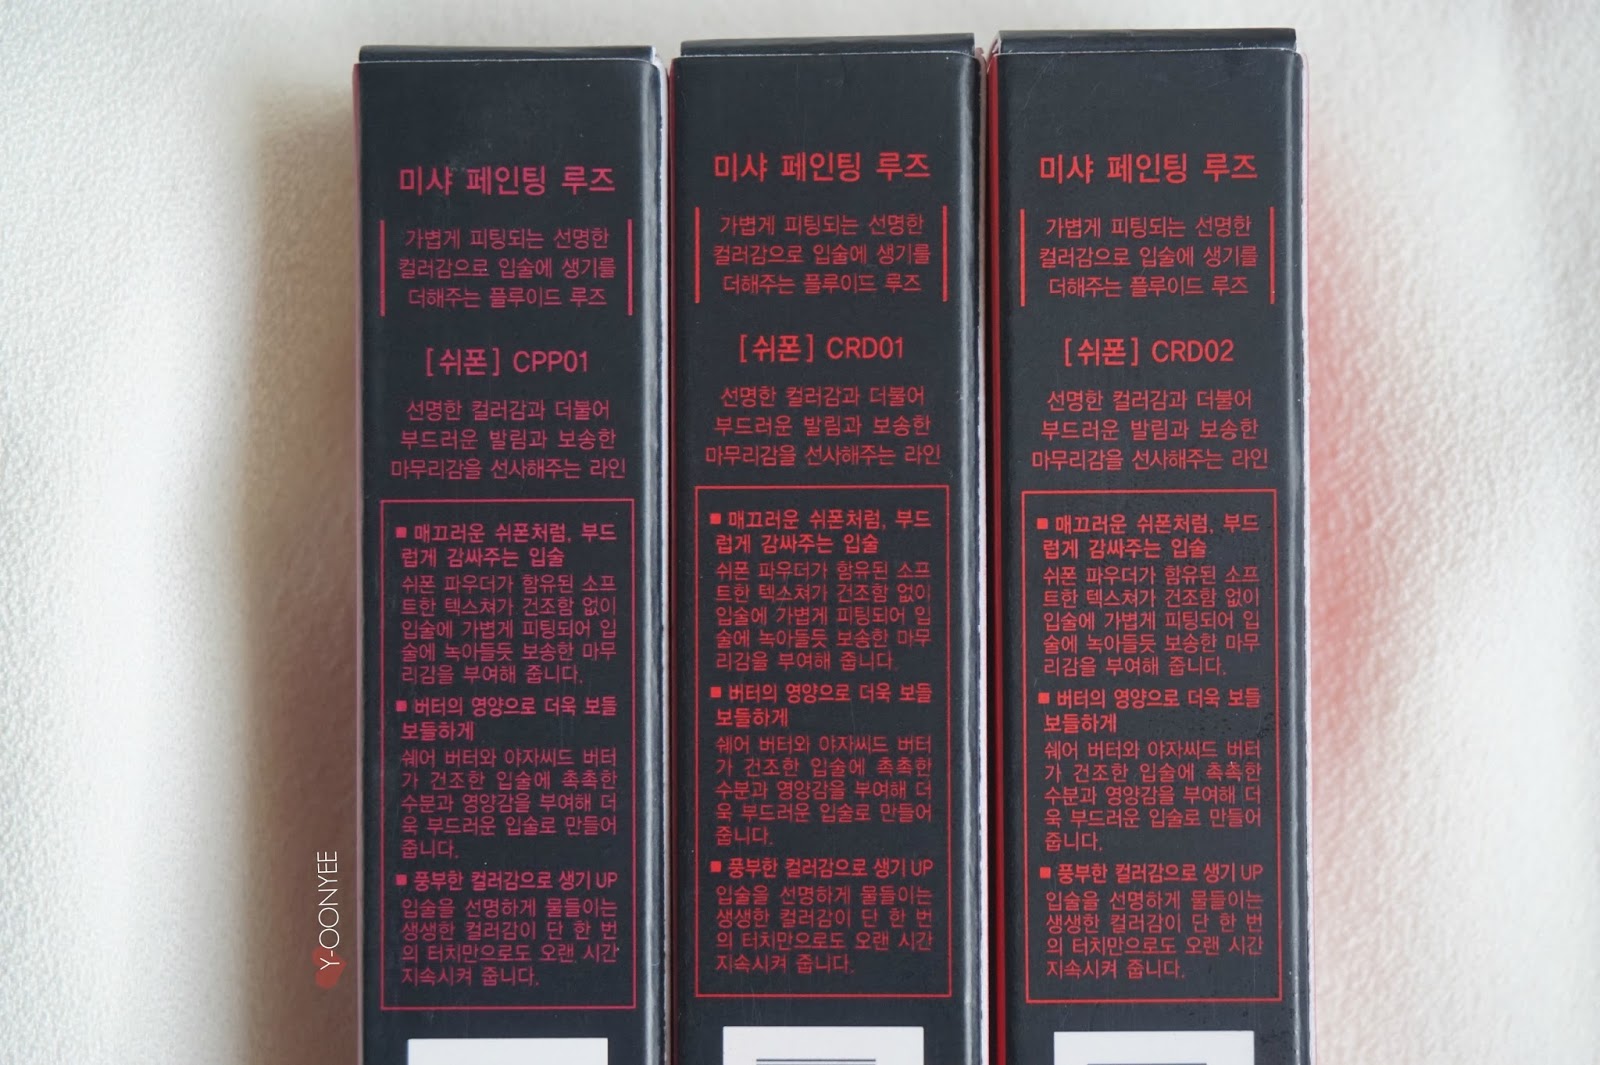 미샤 페인팅 루즈
가볍게 피팅되는 선명한
컬러감으로 입술에 생기를
더해주는 플루이드 루즈
[쉬폰] CPP01
선명한 컬러감과 더불어
부드러운 발림과 보송한
마무리감을 선사해주는 라인
■ 매끄러운 쉬폰처럼, 부드
럽게 감싸주는 입술
쉬폰 파우더가 함유된 소프
트한 텍스쳐가 건조함 없이
입술에 가볍게 피팅되어 입
술에 녹아들듯 보송한 마무
리감을 부여해 줍니다.
■ 버터의 영양으로 더욱 보들
보들하게
쉐어 버터와 야자씨드 버터
가 건조한 입술에 촉촉한
수분과 영양감을 부여해 더
욱 부드러운 입술로 만들어
줍니다.
■ 풍부한 컬러감으로 생기 UP
입술을 선명하게 물들이는
생생한 컬러감이 단 한 번
의 터치만으로도 오랜 시간
지속시켜 줍니다.
미샤 페인팅 루즈
가볍게 피팅되는 선명한
컬러감으로 입술에 생기를
더해주는 플루이드 루즈
[쉬폰] CRD01
선명한 컬러감과 더불어
부드러운 발림과 보송한
마무리감을 선사해주는 라인
■ 매끄러운 쉬폰처럼, 부드
럽게 감싸주는 입술
쉬폰 파우더가 함유된 소프
트한 텍스쳐가 건조함 없이
입술에 가볍게 피팅되어 입
술에 녹아들듯 보송한 마무
리감을 부여해 줍니다.
■ 버터의 영양으로 더욱 보들
보들하게
쉐어 버터와 야자씨드 버터
가 건조한 입술에 촉촉한
수분과 영양감을 부여해 더
욱 부드러운 입술로 만들어
줍니다.
■ 풍부한 컬러감으로 생기 UP
입술을 선명하게 물들이는
생생한 컬러감이 단 한 번
의 터치만으로도 오랜 시간
지속시켜 줍니다.
미샤 페인팅 루즈
가볍게 피팅되는 선명한
컬러감으로 입술에 생기를
더해주는 플루이드 루즈
[쉬폰] CRD02
선명한 컬러감과 더불어
부드러운 발림과 보송한
마무리감을 선사해주는 라인
■ 매끄러운 쉬폰처럼, 부드
럽게 감싸주는 입술
쉬폰 파우더가 함유된 소프
트한 텍스쳐가 건조함 없이
입술에 가볍게 피팅되어 입
술에 녹아들듯 보송한 마무
리감을 부여해 줍니다.
■ 버터의 영양으로 더욱 보들
보들하게
쉐어 버터와 야자씨드 버터
가 건조한 입술에 촉촉한
수분과 영양감을 부여해 더
욱 부드러운 입술로 만들어
줍니다.
■ 풍부한 컬러감으로 생기 UP
입술을 선명하게 물들이는
생생한 컬러감이 단 한 번
의 터치만으로도 오랜 시간
지속시켜 줍니다.
Y-OONYEE